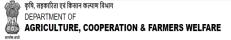 कृषि, सहकारिता एवं किसान कल्याण विभाग
DEPARTMENT OF
AGRICULTURE, COOPERATION & FARMERS WELFARE